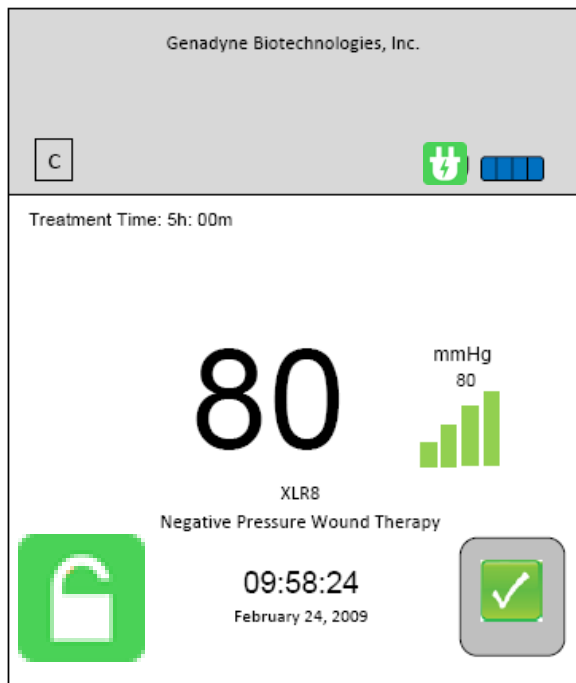 Genadyne Biotechnologies, Inc.
C
Treatment Time: 5h: 00m
80
mmHg
80
XLR8
Negative Pressure Wound Therapy
09:58:24
February 24, 2009